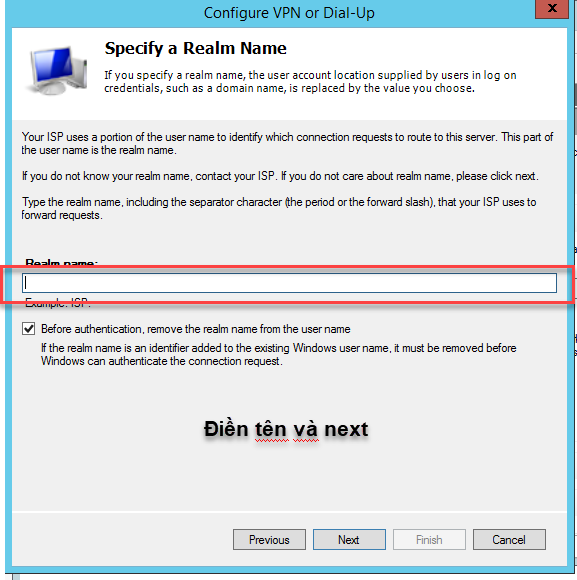 Configure VPN or Dial-Up
x
Specify a Realm Name
If you specify a realm name, the user account location supplied by users in log on
credentials, such as a domain name, is replaced by the value you choose.
Your ISP uses a portion of the user name to identify which connection requests to route to this server. This part of
the user name is the realm name.
If you do not know your realm name, contact your ISP. If you do not care about realm name, please click next.
Type the realm name, including the separator character (the period or the forward slash), that your ISP uses to
forward requests.
Realm name:
Example: ISP.
Before authentication, remove the realm name from the user name
If the realm name is an identifier added to the existing Windows user name, it must be removed before
Windows can authenticate the connection request.
Điền tên và next
Previous Next Finish Cancel